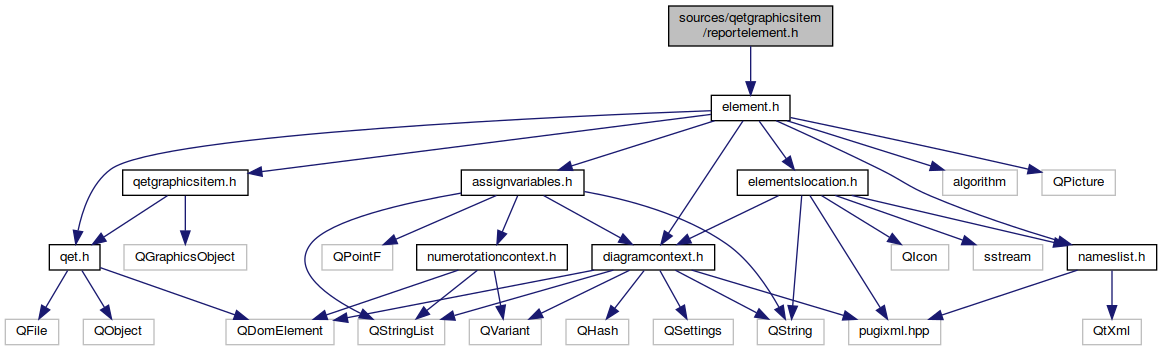 sources/qetgraphicsitem
/reportelement.h
element.h
qetgraphicsitem.h
assignvariables.h
elementslocation.h
algorithm
QPicture
qet.h
QGraphicsObject
QPointF
numerotationcontext.h
diagramcontext.h
QIcon
sstream
nameslist.h
QFile
QObject
QDomElement
QStringList
QVariant
QHash
QSettings
QString
pugixml.hpp
QtXml